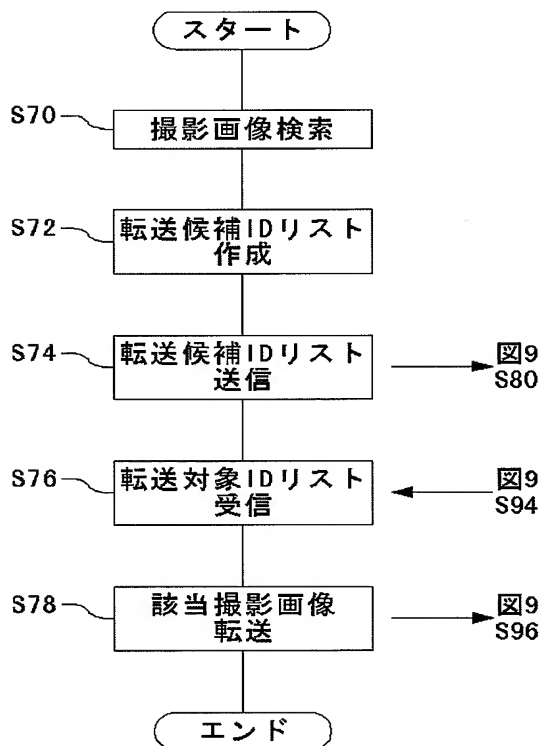 スタート
S70
撮影画像検索
S72
転送候補IDリスト
作成
S74
転送候補IDリスト
送信
図9
S80
S76
転送対象IDリスト
受信
図9
S94
S78
該当撮影画像
転送
図9
S96
エンド